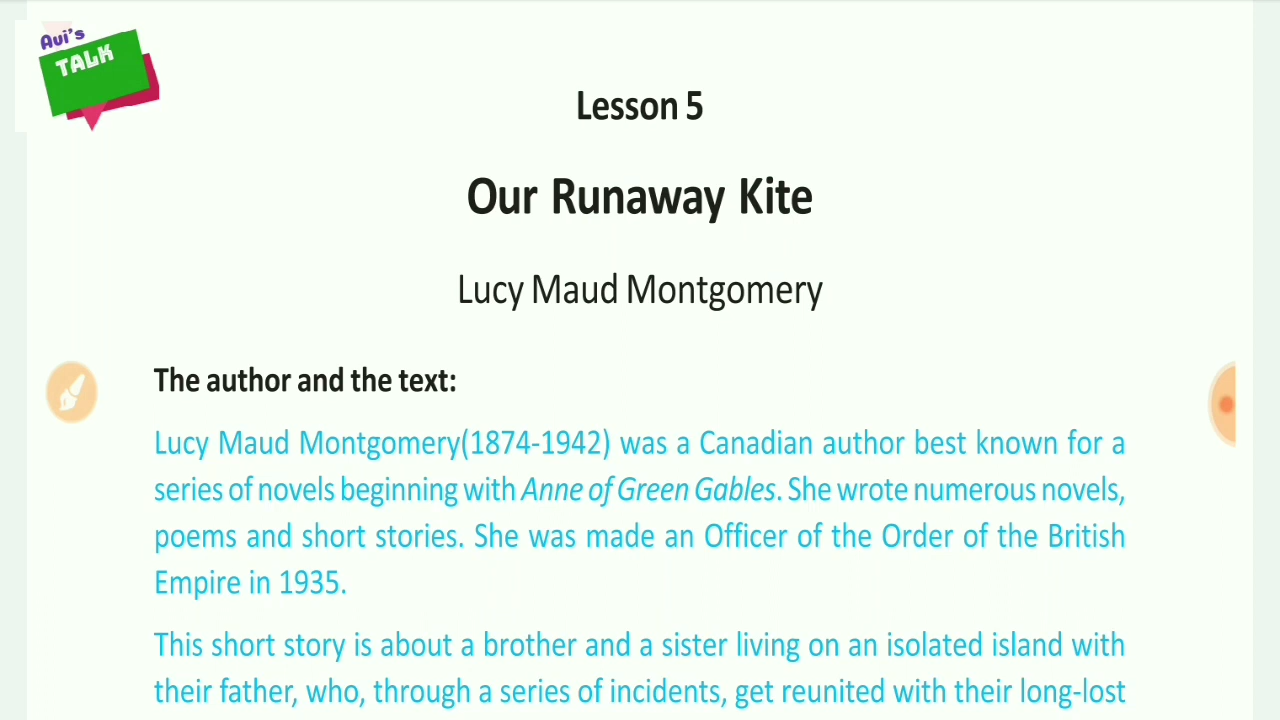 Avi's
TALK
Lesson 5
Our Runaway Kite
Lucy Maud Montgomery
The author and the text:
Lucy Maud Montgomery(1874-1942) was a Canadian author best known for a
series of novels beginning with Anne of Green Gables. She wrote numerous novels,
poems and short stories. She was made an Officer of the Order of the British
Empire in 1935.
This short story is about a brother and a sister living on an isolated island with
their father, who, through a series of incidents, get reunited with their long-lost